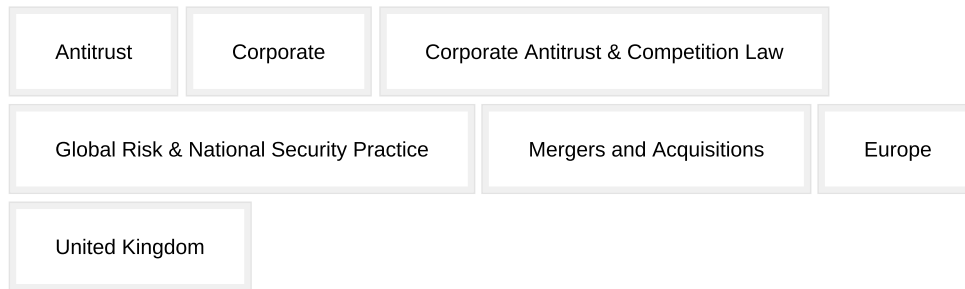 Antitrust Corporate Corporate Antitrust & Competition Law
Global Risk & National Security Practice Mergers and Acquisitions Europe
United Kingdom